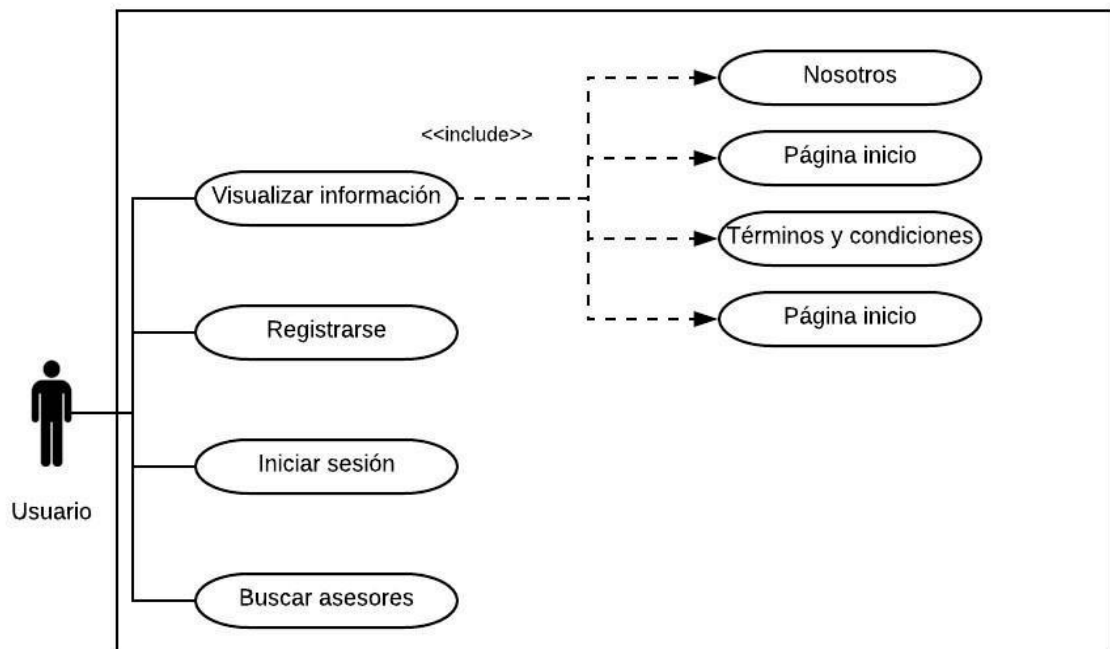 Nosotros
<<include>>
Página inicio
Visualizar información
Términos y condiciones
Página inicio
Registrarse
Iniciar sesión
Usuario
Buscar asesores